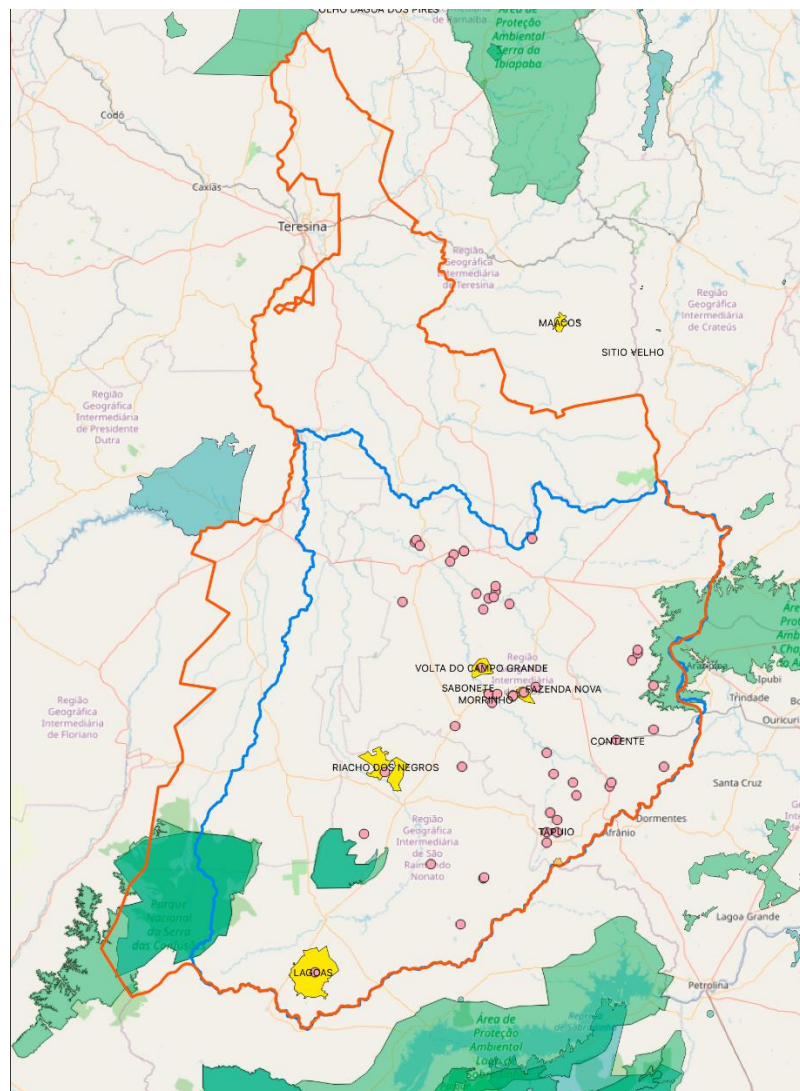 OLHO DÁGUA DOS PIRES
de Parnaíba
Área de
Proteção
Ambiental
Serra da
Ibiapaba
Codó
Caxias
Teresina
Região
Geográfica
Intermediária
de Teresina
Região
Geográfica
Intermediária
de Crateús
SITIO VELHO
Região
Geográfica
Intermediária
de Presidente
Dutra
VOLTA DO CAMPO GRANDE
Região
Intermediária
SABONETE
FAZENDA NOVA
MORRINHO
Araripina
Ipubi
Trindade
Ouricuri
Região
Geográfica
Intermediária
de Floriano
CONTENTE
RIACHO DOS NEGROS
Santa Cruz
Região
Geográfica
Intermediária
de São
Raimundo
Nonato
Dormentes
TAPUIO
Afrânio
Parque
Nacional
da Serra
das Confusões
Lagoa Grande
LAGOAS
Petrolina
Área de
Proteção
Ambiental